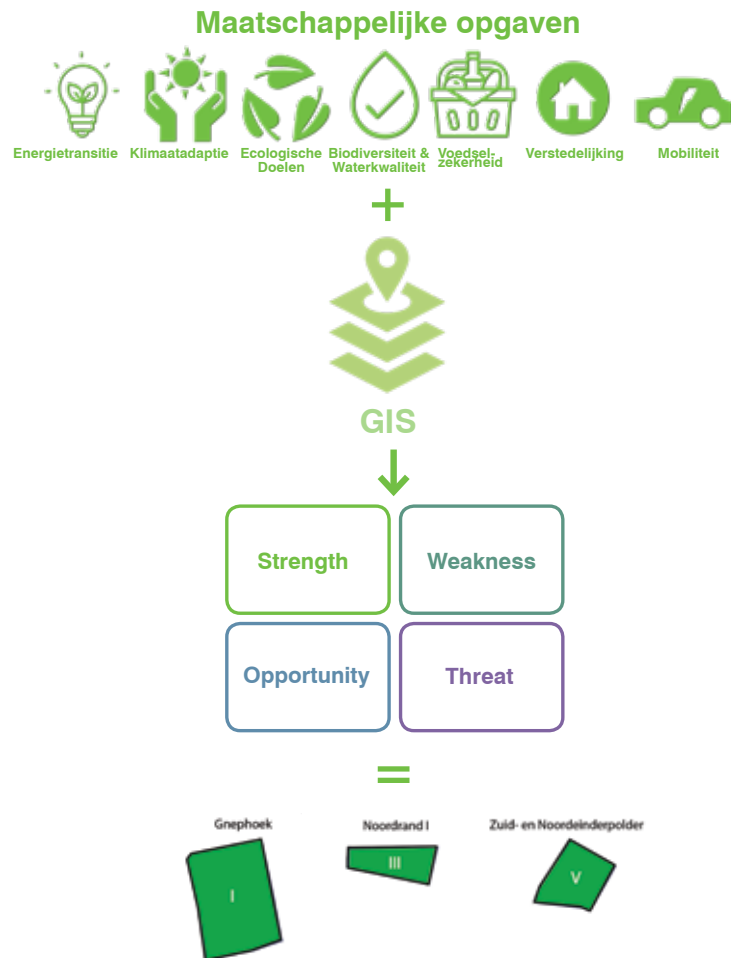 Maatschappelijke opgaven
Energietransitie
Klimaatadaptie
Ecologische
Doelen
Biodiversiteit &
Waterkwaliteit
Voedsel-
zekerheid
Verstedelijking
Mobiliteit
+
GIS
Strength
Weakness
Opportunity
Threat
=
Gnephoek
Noordrand I
Zuid- en Noordeinderpolder
I
III
V